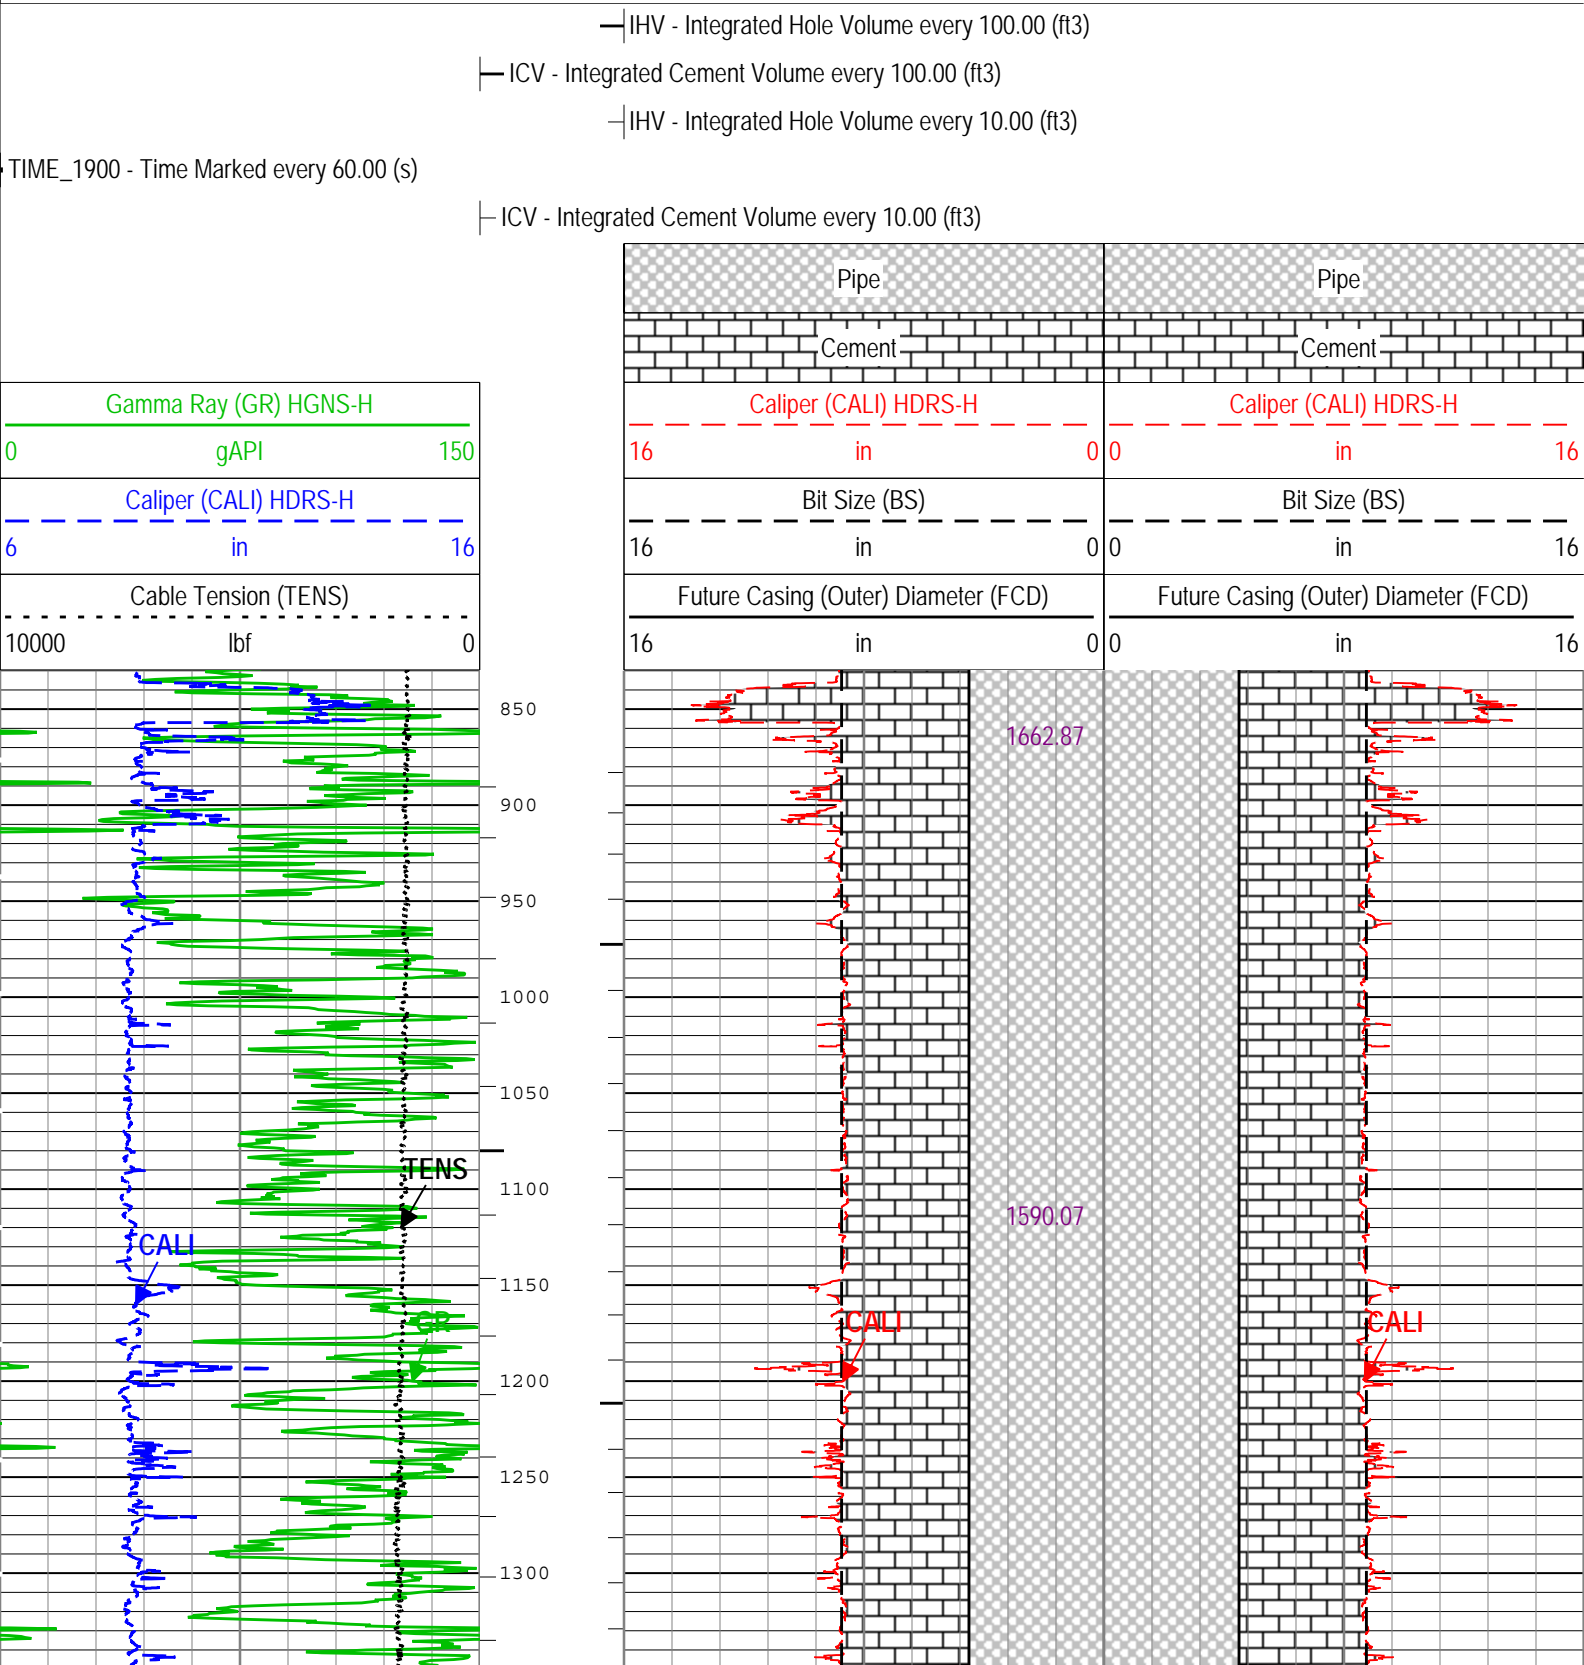 IHV - Integrated Hole Volume every 100.00 (ft3)
ICV - Integrated Cement Volume every 100.00 (ft3)
IHV - Integrated Hole Volume every 10.00 (ft3)
TIME_1900 - Time Marked every 60.00 (s)
ICV - Integrated Cement Volume every 10.00 (ft3)
Pipe Pipe
Cement Cement
Gamma Ray (GR) HGNS-H Caliper (CALI) HDRS-H Caliper (CALI) HDRS-H
0 gAPI 150 16 in 0 0 in 16
Caliper (CALI) HDRS-H Bit Size (BS) Bit Size (BS)
6 in 16 16 in 0 0 in 16
Cable Tension (TENS) Future Casing (Outer) Diameter (FCD) Future Casing (Outer) Diameter (FCD)
10000 lbf 0 16 in 0 0 in 16
850
1662.87
900
950
1000
1050
TENS
1100
1590.07
CALI
1150
GR CALI CALI
1200
1250
1300